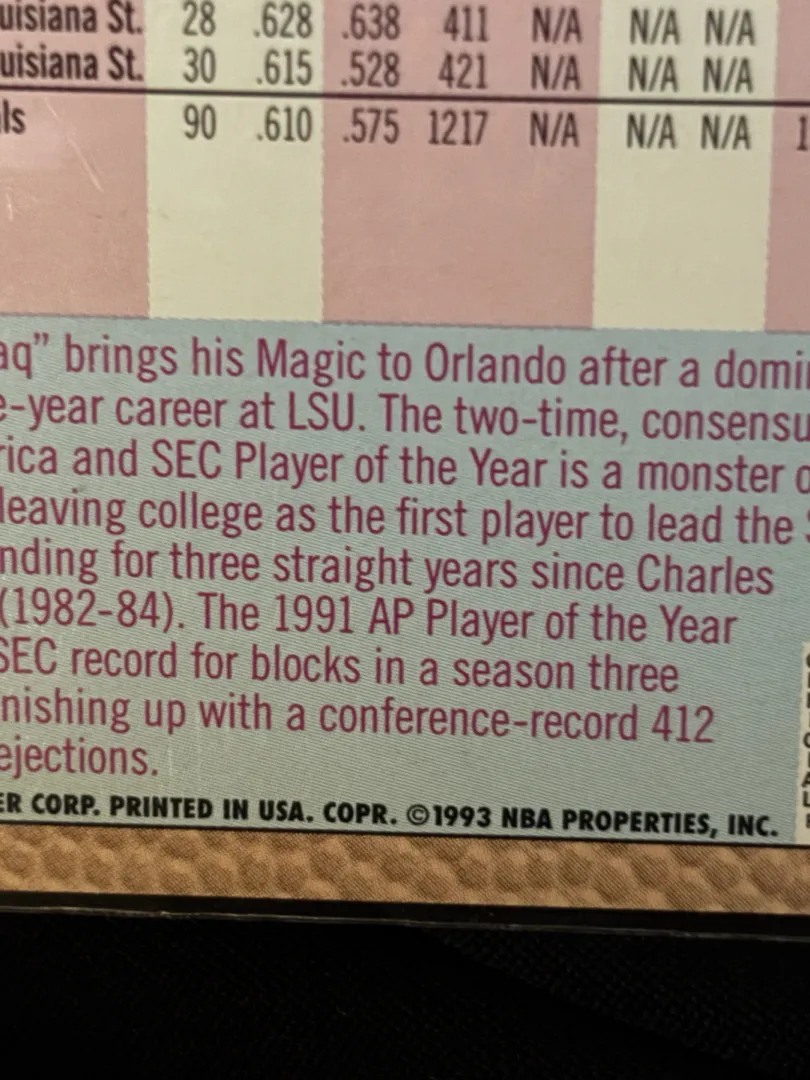 uisiana St. 28 .628 .638 411 N/A N/A N/A
uisiana St. 30 .615 .528 421 N/A N/A N/A
ls 90 .610 .575 1217 N/A N/A N/A 1
aq” brings his Magic to Orlando after a domi
e-year career at LSU. The two-time, consensu
rica and SEC Player of the Year is a monster o
leaving college as the first player to lead the
nding for three straight years since Charles
(1982-84). The 1991 AP Player of the Year
SEC record for blocks in a season three
nishing up with a conference-record 412
ejections.
ER CORP. PRINTED IN USA. COPR. ©1993 NBA PROPERTIES, INC.